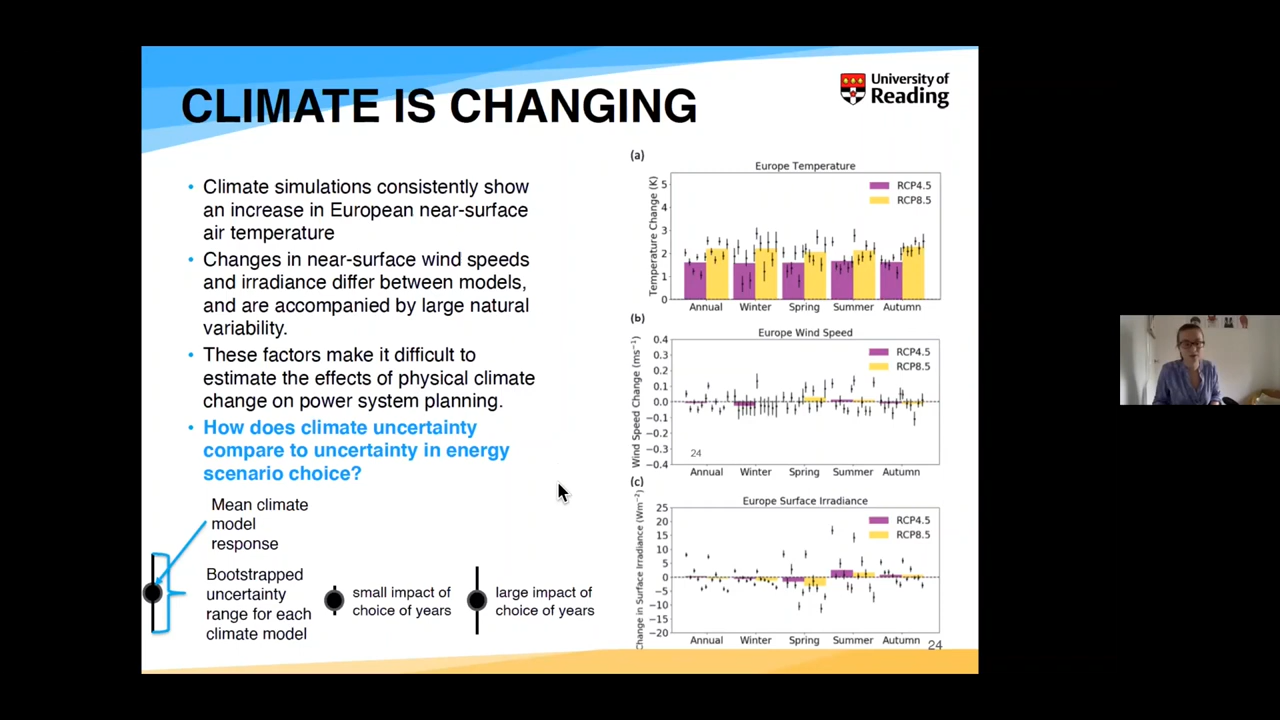 CLIMATE IS CHANGING
University of
Reading
• Climate simulations consistently show
an increase in European near-surface
air temperature
• Changes in near-surface wind speeds
and irradiance differ between models,
and are accompanied by large natural
variability.
• These factors make it difficult to
estimate the effects of physical climate
change on power system planning.
• How does climate uncertainty
compare to uncertainty in energy
scenario choice?
Mean climate
model
response
Bootstrapped
uncertainty
range for each
climate model
small impact of
choice of years
large impact of
choice of years
(a)
Europe Temperature
Temperature Change (K)
5
4
3
2
1
0
RCP4.5
RCP8.5
Annual Winter Spring Summer Autumn
(b)
Europe Wind Speed
Wind Speed Change (ms⁻¹)
0.4
0.3
0.2
0.1
0.0
−0.1
−0.2
−0.3
−0.4
RCP4.5
RCP8.5
24
Annual Winter Spring Summer Autumn
(c)
Europe Surface Irradiance
Change in Surface Irradiance (Wm⁻²)
25
20
15
10
5
0
−5
−10
−15
−20
RCP4.5
RCP8.5
Annual Winter Spring Summer Autumn
24